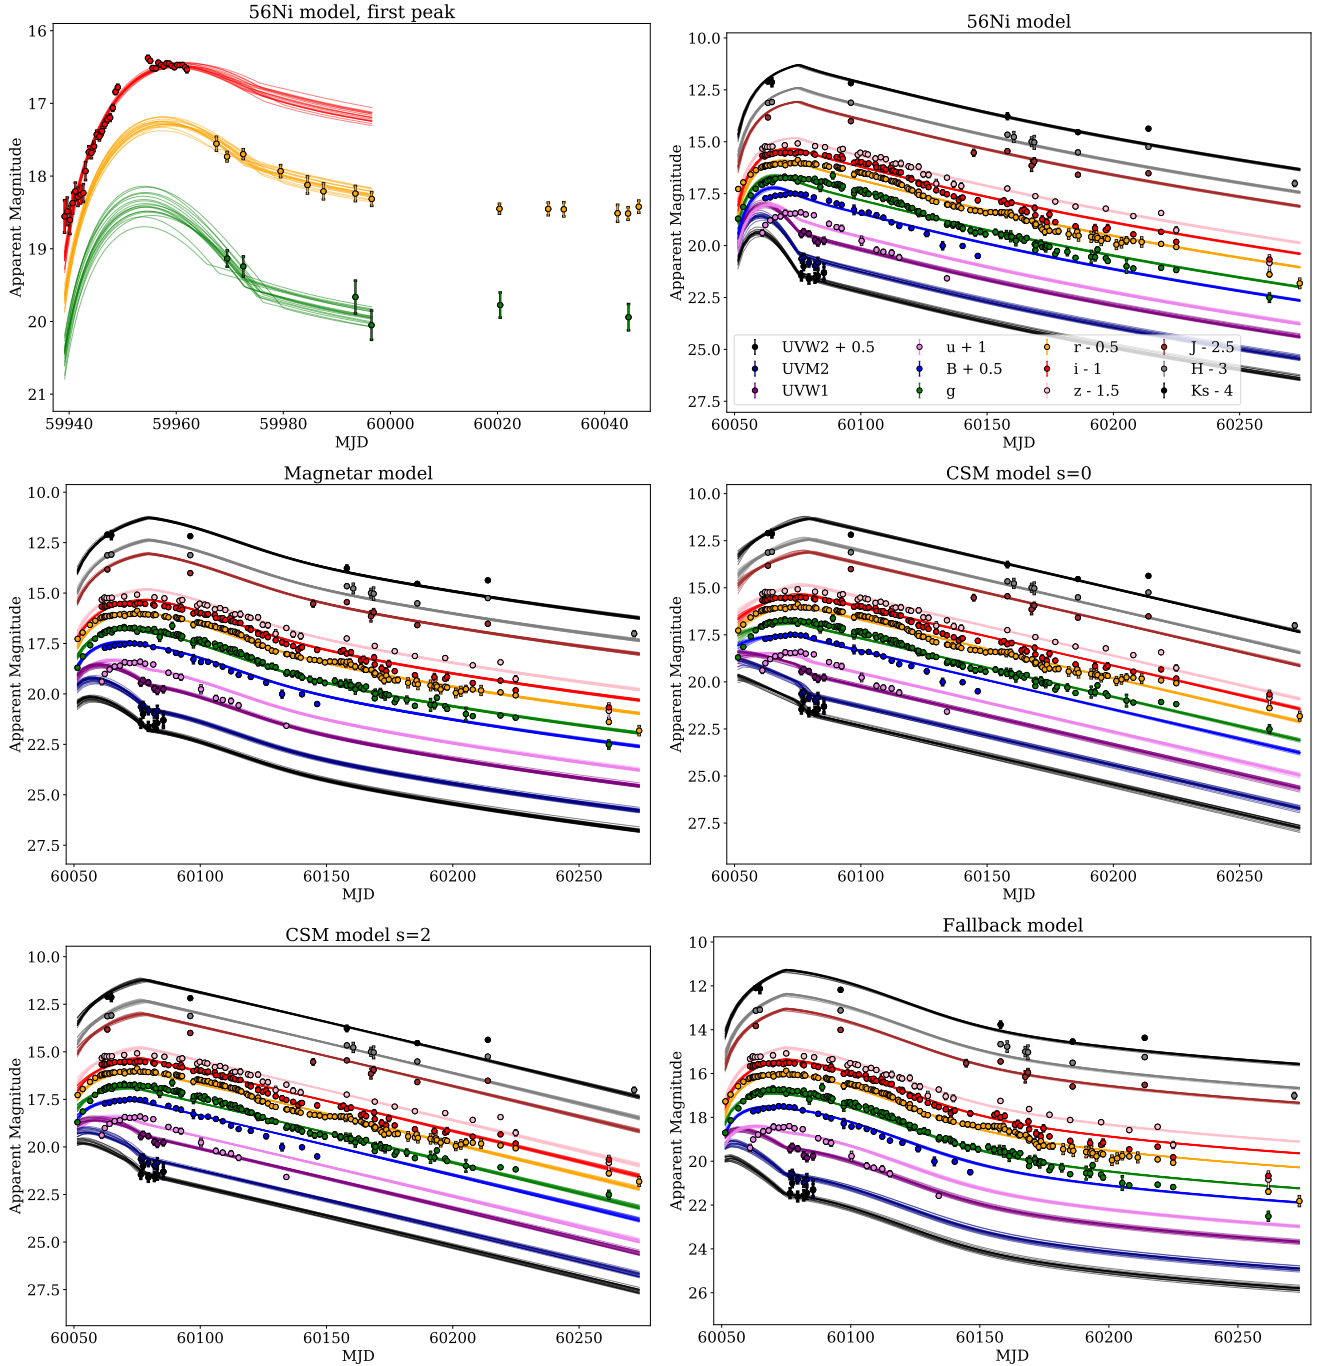 56Ni model, first peak
16
17
18
19
20
21
Apparent Magnitude
59940 59960 59980 60000 60020 60040
MJD
56Ni model
10.0
12.5
15.0
17.5
20.0
22.5
25.0
27.5
Apparent Magnitude
UVW2 + 0.5 u + 1 r - 0.5 J - 2.5
UVM2 B + 0.5 i - 1 H - 3
UVW1 g z - 1.5 Ks - 4
60050 60100 60150 60200 60250
MJD
Magnetar model
10.0
12.5
15.0
17.5
20.0
22.5
25.0
27.5
Apparent Magnitude
60050 60100 60150 60200 60250
MJD
CSM model s=0
10.0
12.5
15.0
17.5
20.0
22.5
25.0
27.5
Apparent Magnitude
60050 60100 60150 60200 60250
MJD
CSM model s=2
10.0
12.5
15.0
17.5
20.0
22.5
25.0
27.5
Apparent Magnitude
60050 60100 60150 60200 60250
MJD
Fallback model
10
12
14
16
18
20
22
24
26
Apparent Magnitude
60050 60100 60150 60200 60250
MJD